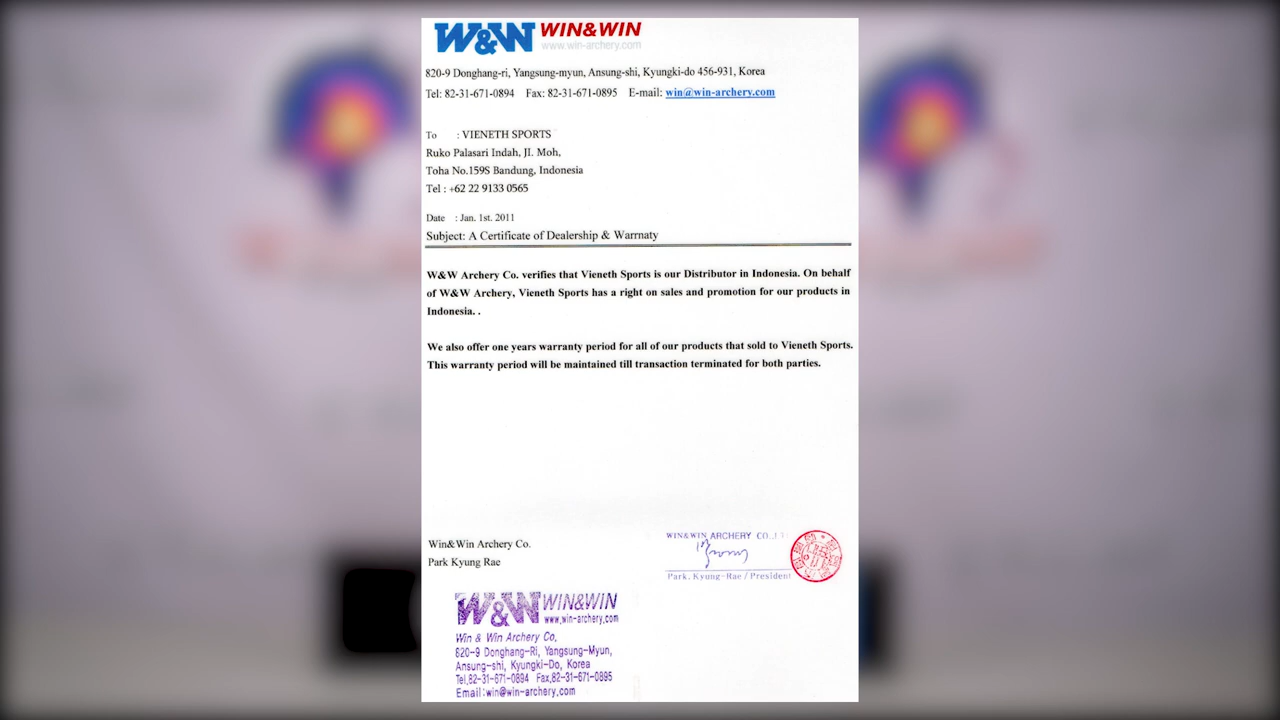 W&W WIN&WIN
www.win-archery.com
820-9 Donghang-ri, Yangsung-myun, Ansung-shi, Kyungki-do 456-931, Korea
Tel: 82-31-671-0894 Fax: 82-31-671-0895 E-mail: win@win-archery.com
To : VIENETH SPORTS
Ruko Palasari Indah, JI. Moh,
Toha No.159S Bandung, Indonesia
Tel : +62 22 9133 0565
Date : Jan. 1st. 2011
Subject: A Certificate of Dealership & Warrnaty
W&W Archery Co. verifies that Vieneth Sports is our Distributor in Indonesia. On behalf
of W&W Archery, Vieneth Sports has a right on sales and promotion for our products in
Indonesia. .
We also offer one years warranty period for all of our products that sold to Vieneth Sports.
This warranty period will be maintained till transaction terminated for both parties.
Win&Win Archery Co.
Park Kyung Rae
WIN&WIN ARCHERY CO.,
Park, Kyung-Rae / President
W&W WIN&WIN
www.win-archery.com
Win & Win Archery Co,
820-9 Donghang-Ri, Yangsung-Myun,
Ansung-shi, Kyungki-Do, Korea
Tel,82-31-671-0894 Fax,82-31-671-0895
Email:win@win-archery,com